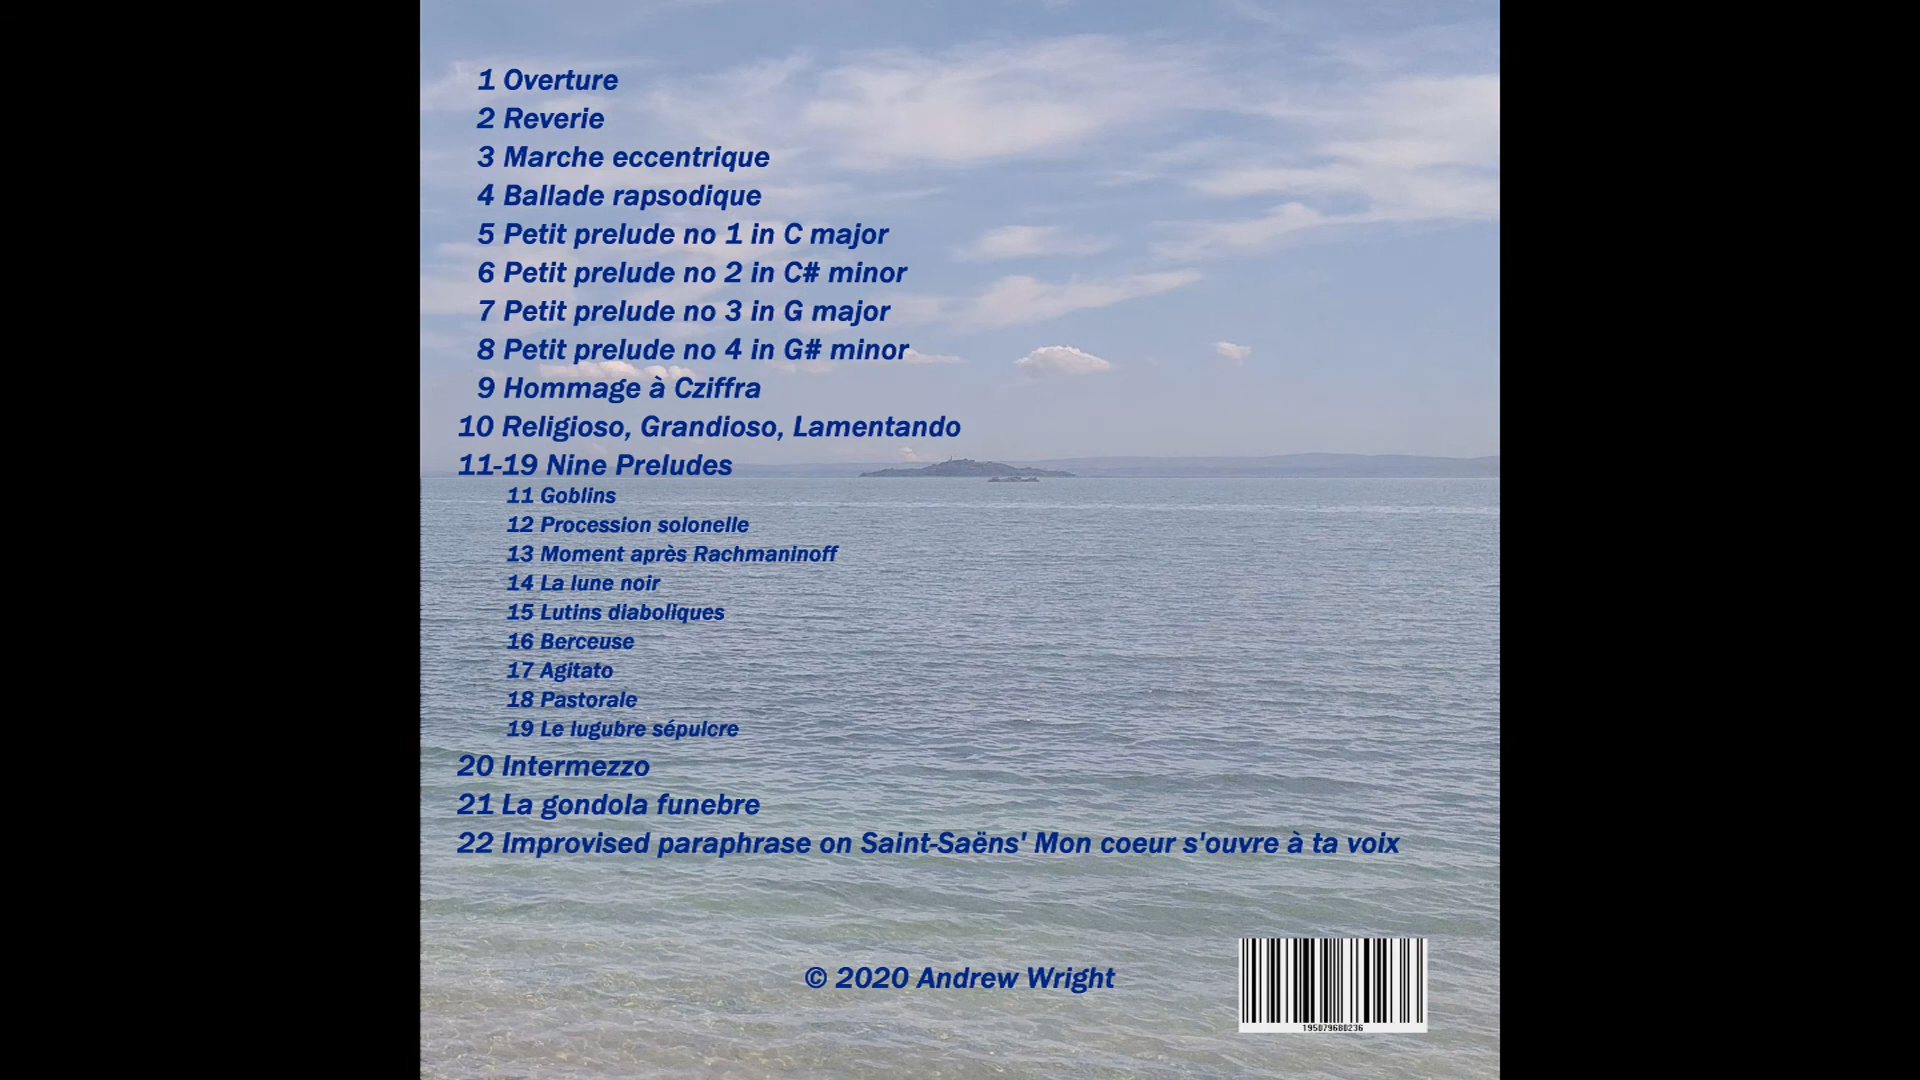 1 Overture
2 Reverie
3 Marche eccentrique
4 Ballade rapsodique
5 Petit prelude no 1 in C major
6 Petit prelude no 2 in C# minor
7 Petit prelude no 3 in G major
8 Petit prelude no 4 in G# minor
9 Hommage à Cziffra
10 Religioso, Grandioso, Lamentando
11-19 Nine Preludes
11 Goblins
12 Procession solonelle
13 Moment après Rachmaninoff
14 La lune noir
15 Lutins diaboliques
16 Berceuse
17 Agitato
18 Pastorale
19 Le lugubre sépulcre
20 Intermezzo
21 La gondola funebre
22 Improvised paraphrase on Saint-Saëns' Mon coeur s'ouvre à ta voix
© 2020 Andrew Wright
195079680236